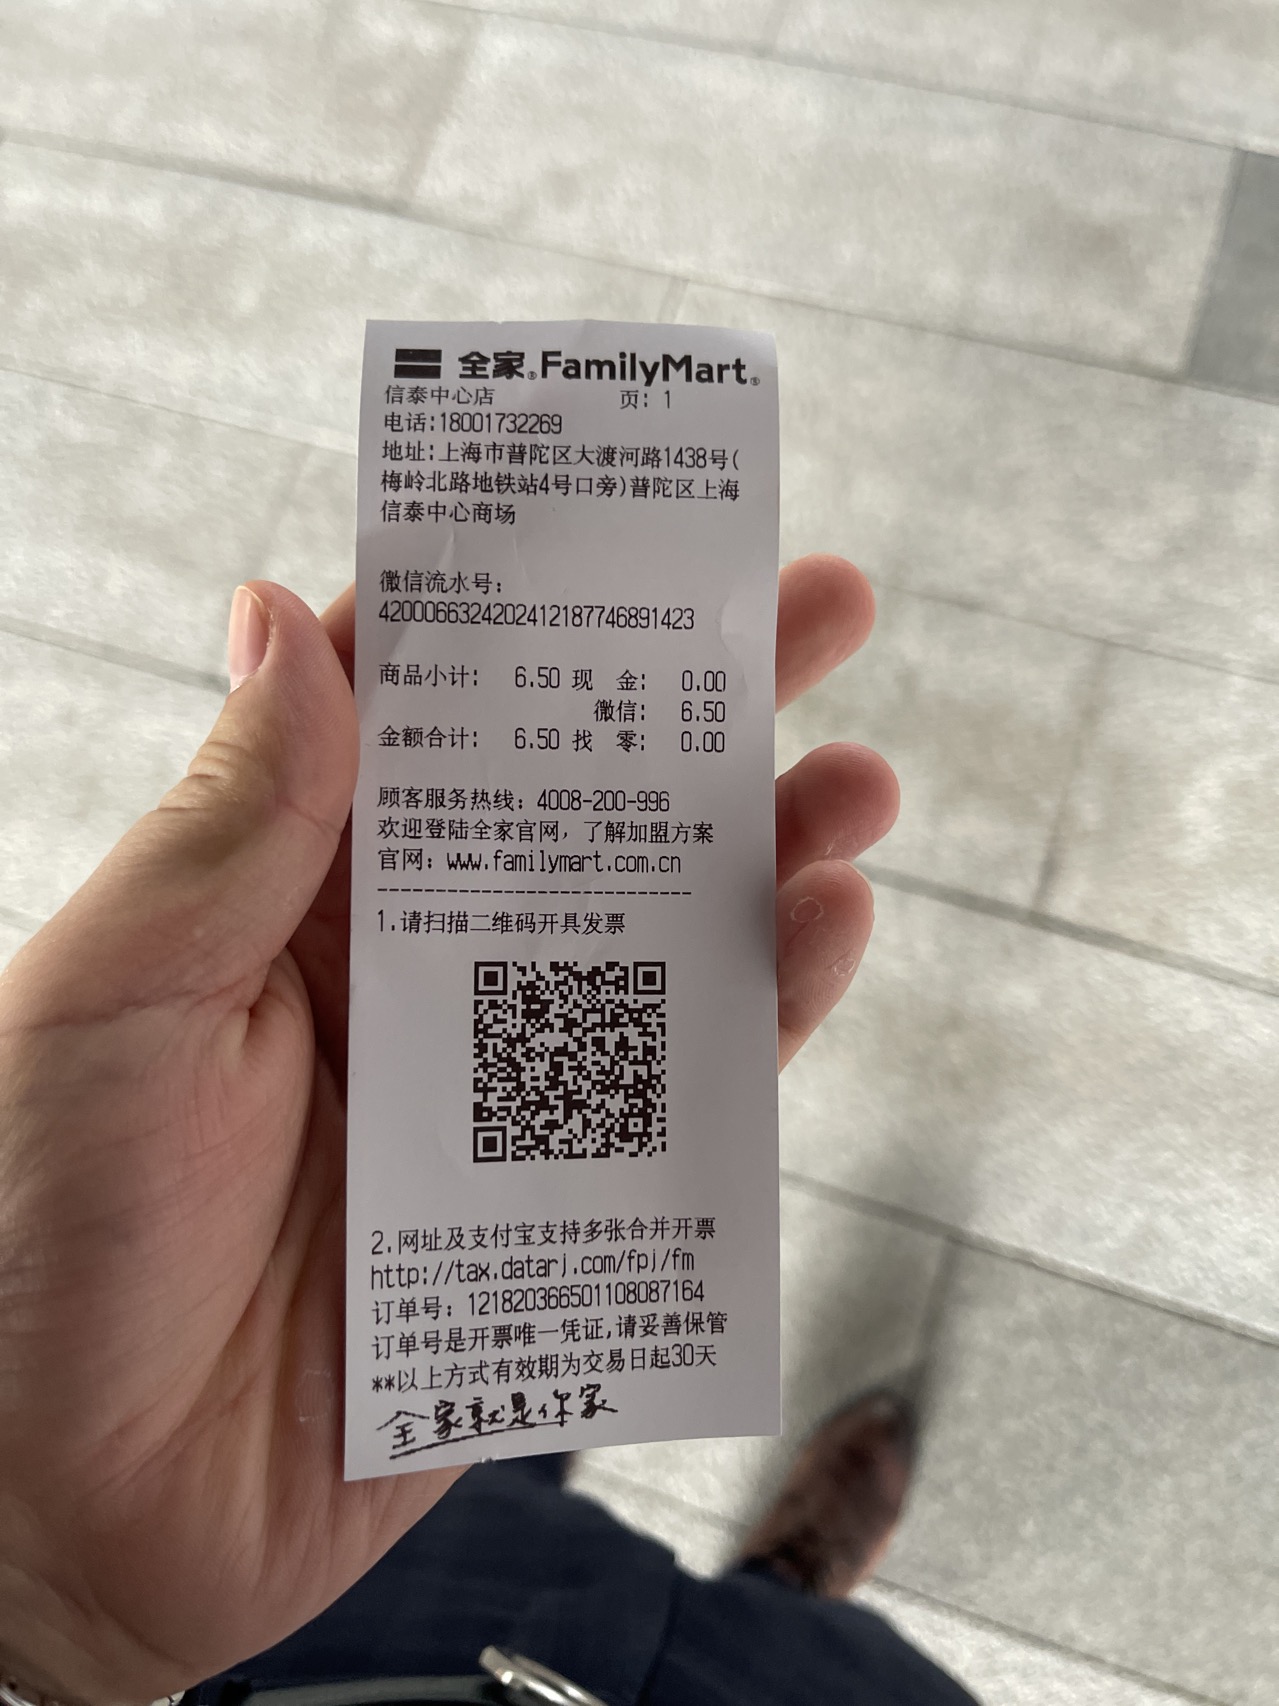 全家 FamilyMart
信泰中心店 页: 1
电话:18001732269
地址:上海市普陀区大渡河路1438号(
梅岭北路地铁站4号口旁)普陀区上海
信泰中心商场
微信流水号:
4200066324202412187746891423
商品小计: 6.50 现 金: 0.00
微信: 6.50
金额合计: 6.50 找 零: 0.00
顾客服务热线: 4008-200-996
欢迎登陆全家官网, 了解加盟方案
官网: www.familymart.com.cn
---------------------------
1.请扫描二维码开具发票
2.网址及支付宝支持多张合并开票
http://tax.datarj.com/fpj/fm
订单号: 121820366501108087164
订单号是开票唯一凭证,请妥善保管
**以上方式有效期为交易日起30天
全家就是你家